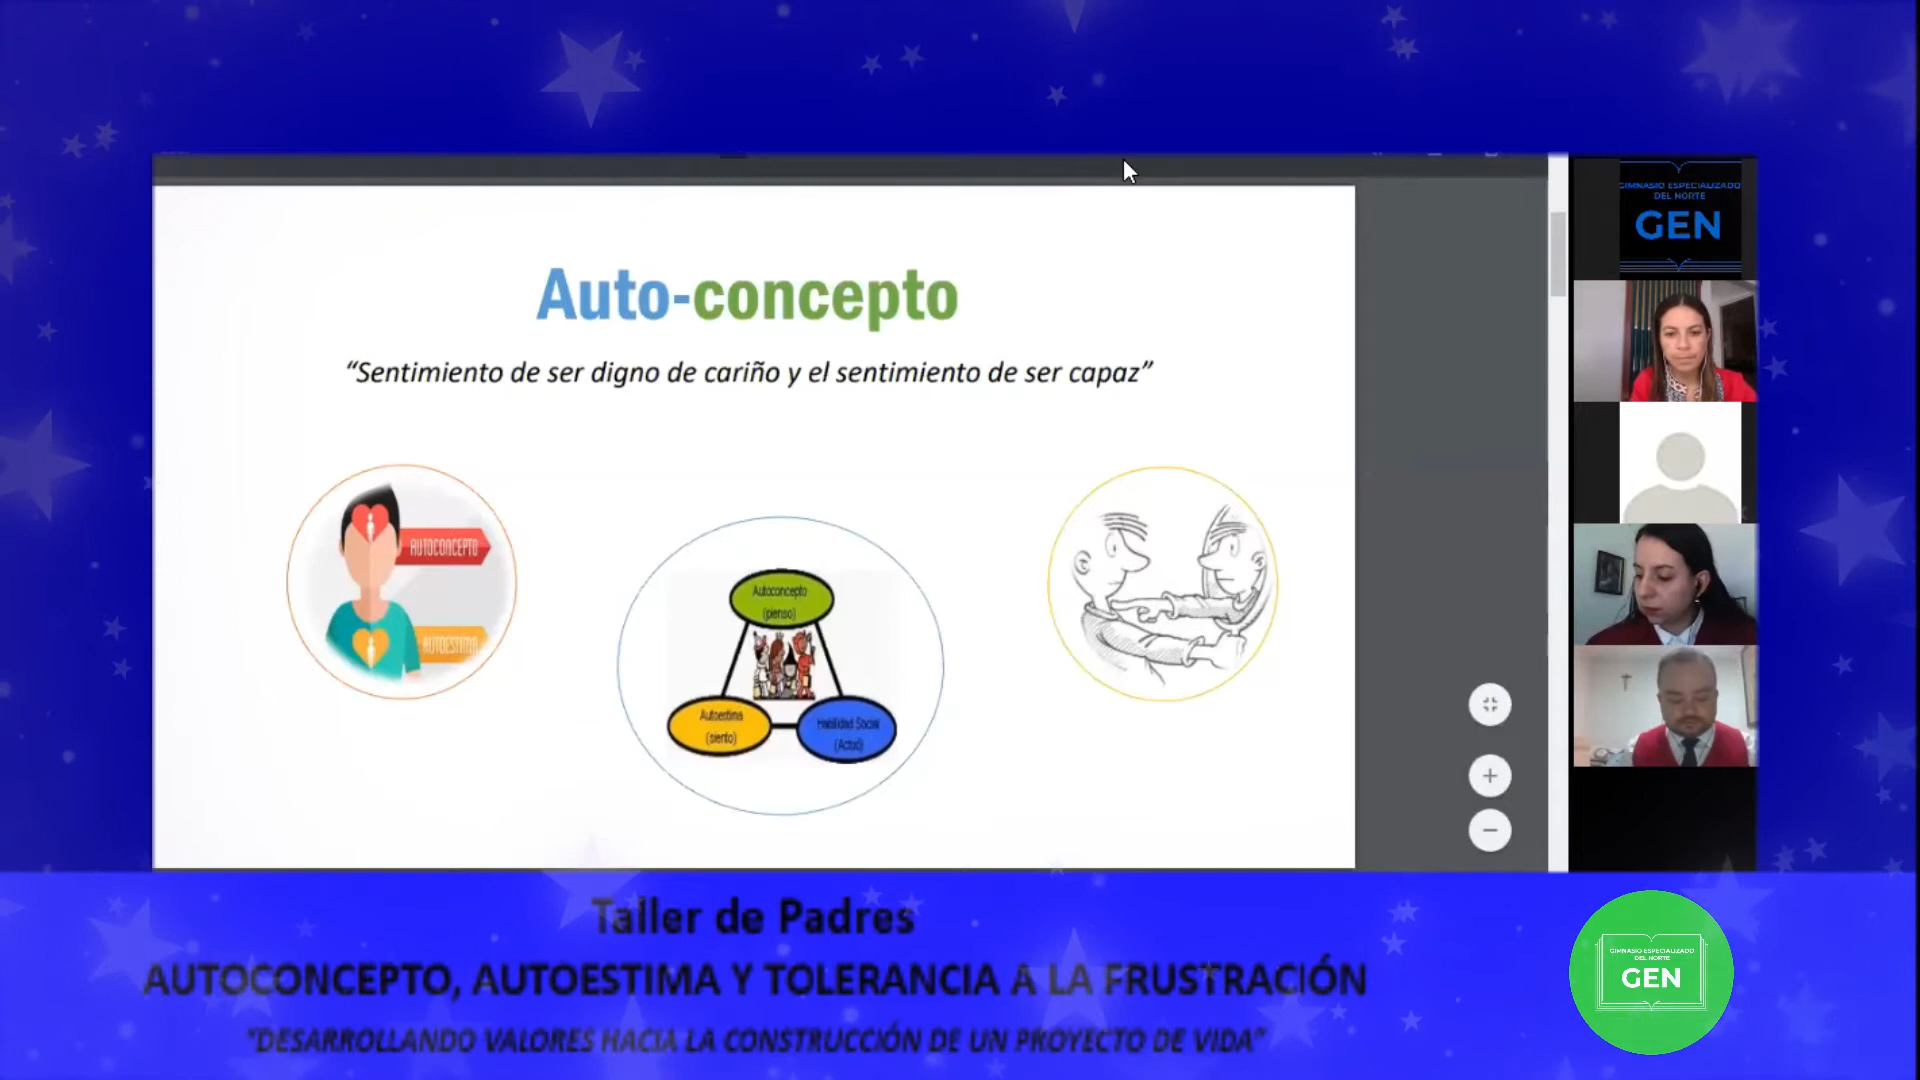 GIMNASIO ESPECIALIZADO
DEL NORTE
GEN
Auto-concepto
“Sentimiento de ser digno de cariño y el sentimiento de ser capaz”
AUTOCONCEPTO
AUTOESTIMA
Autoconcepto
(pienso)
Autoestima
(siento)
Habilidad Social
(Actúo)
Taller de Padres
AUTOCONCEPTO, AUTOESTIMA Y TOLERANCIA A LA FRUSTRACIÓN
"DESARROLLANDO VALORES HACIA LA CONSTRUCCIÓN DE UN PROYECTO DE VIDA"
GIMNASIO ESPECIALIZADO
DEL NORTE
GEN